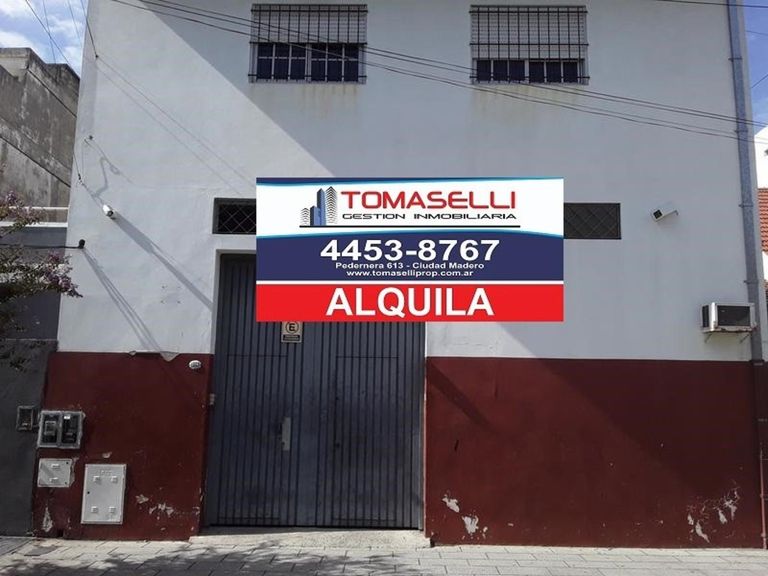 TOMASELLI
GESTION INMOBILIARIA
4453-8767
Pedernera 613 - Ciudad Madero
www.tomaselliprop.com.ar
ALQUILA
E